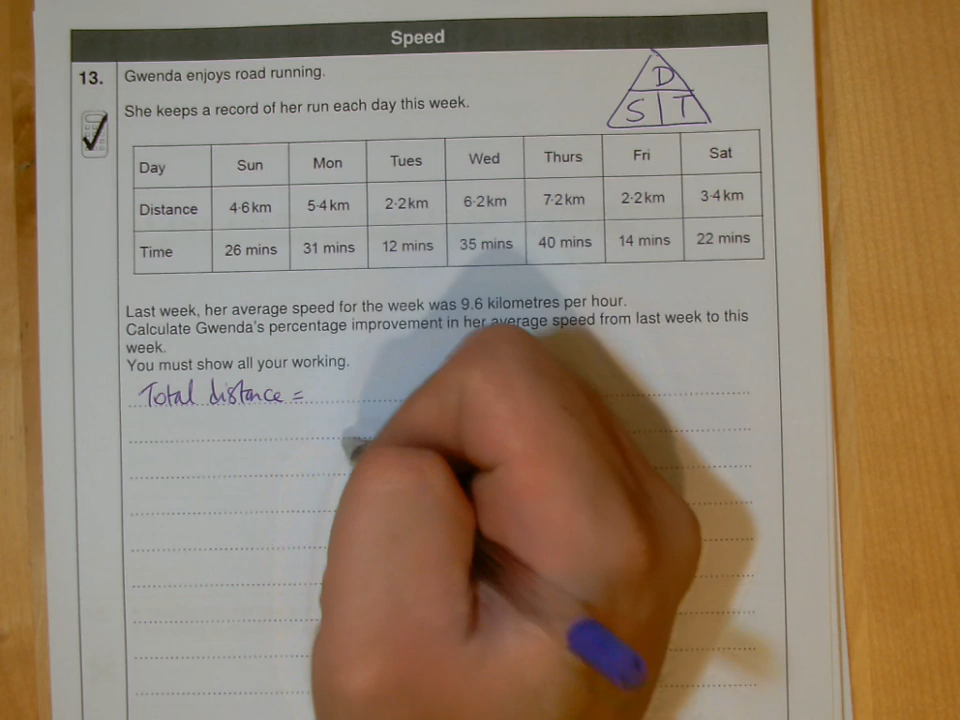 Speed
13. Gwenda enjoys road running.
She keeps a record of her run each day this week.
D
S T
Day Sun Mon Tues Wed Thurs Fri Sat
Distance 4·6 km 5·4 km 2·2 km 6·2 km 7·2 km 2·2 km 3·4 km
Time 26 mins 31 mins 12 mins 35 mins 40 mins 14 mins 22 mins
Last week, her average speed for the week was 9.6 kilometres per hour.
Calculate Gwenda's percentage improvement in her average speed from last week to this
week.
You must show all your working.
Total distance =